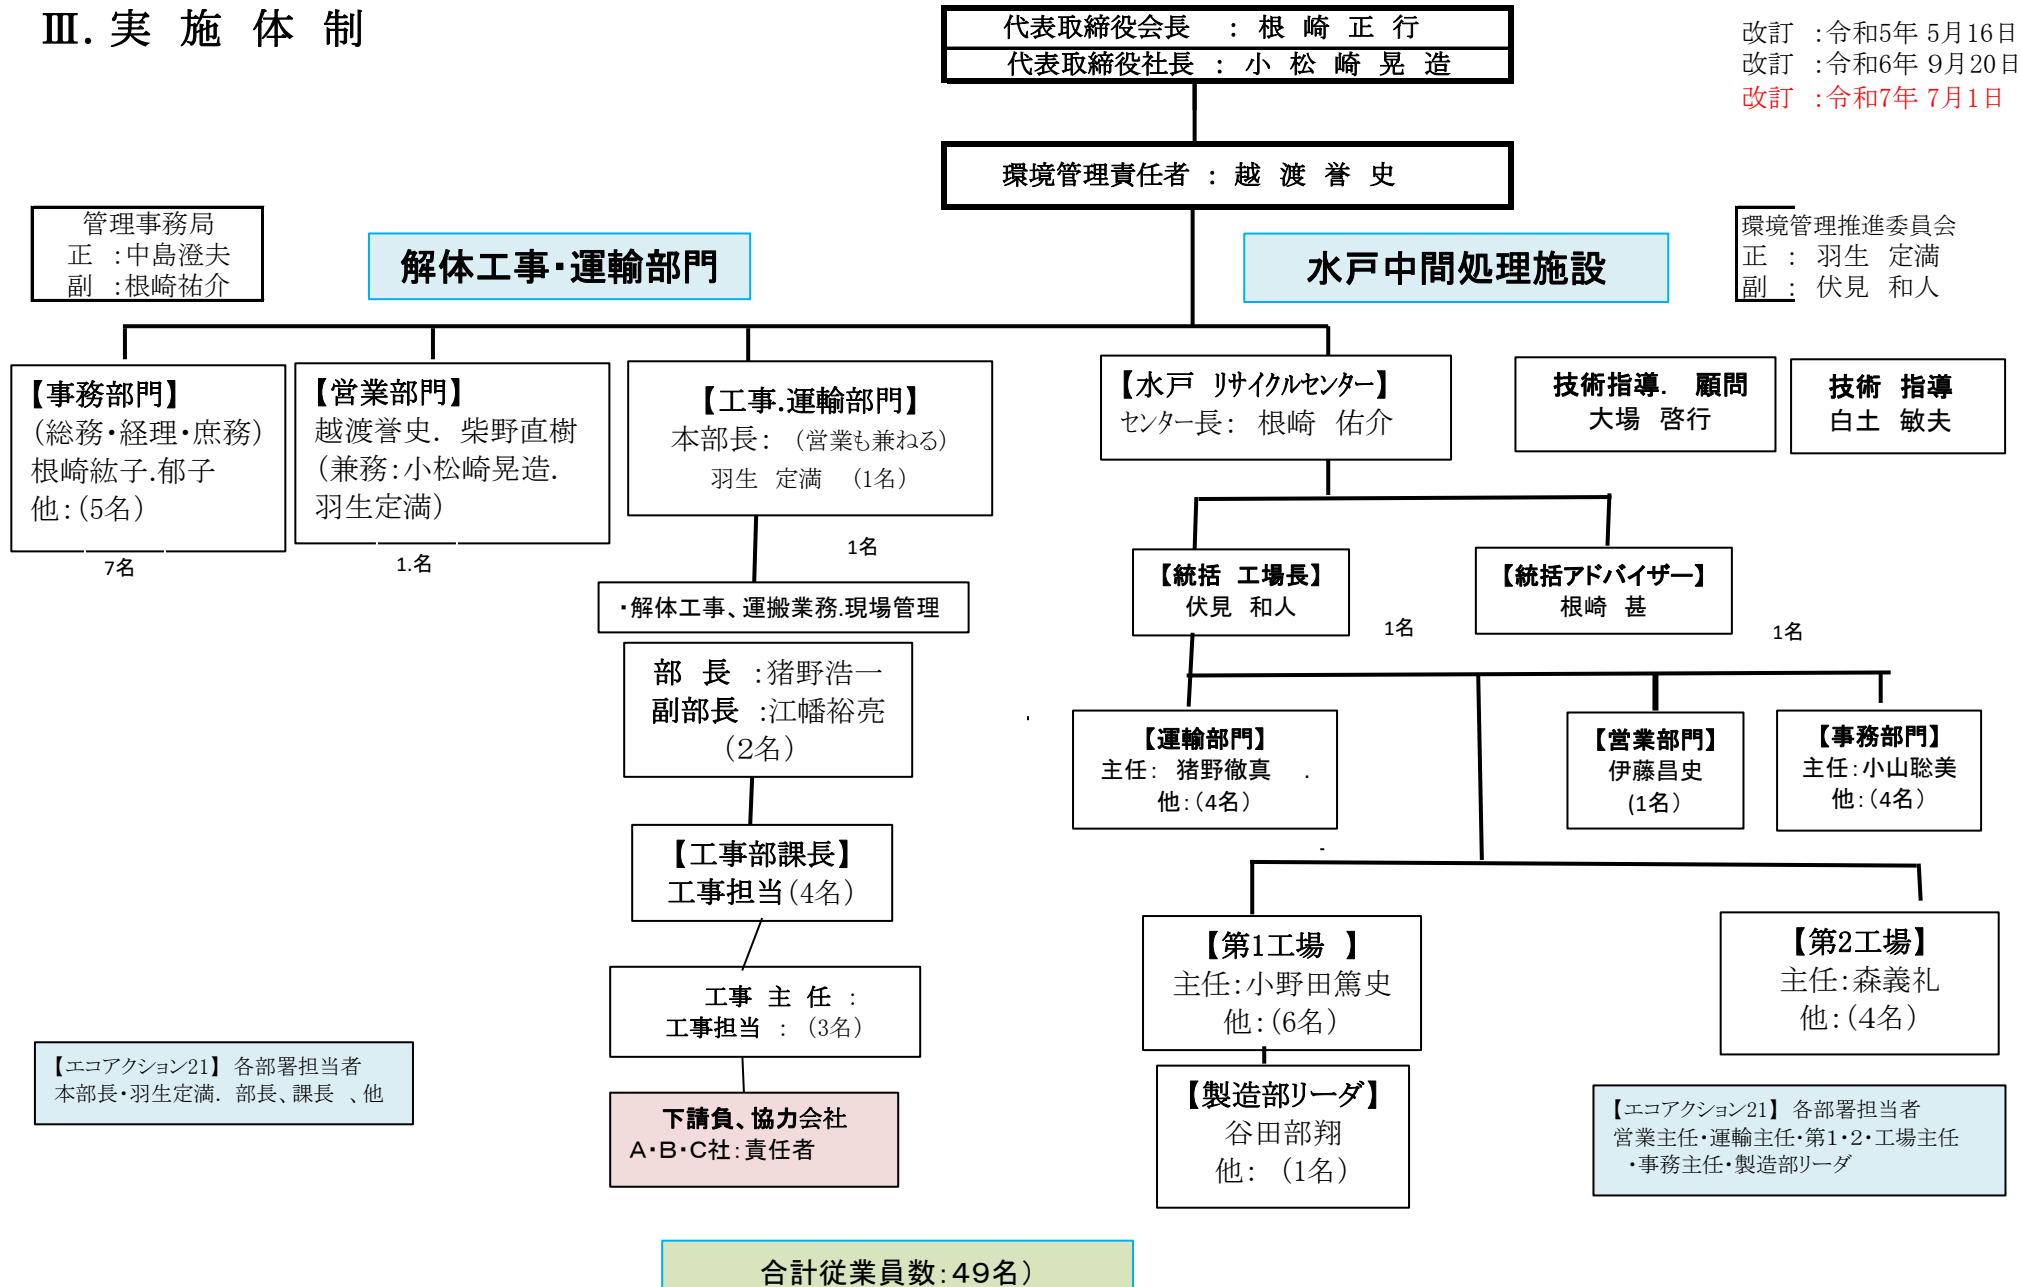 Ⅲ. 実 施 体 制
代表取締役会長 : 根 崎 正 行
代表取締役社長 : 小 松 崎 晃 造
改訂 :令和5年 5月16日
改訂 :令和6年 9月20日
改訂 :令和7年 7月1日
環境管理責任者 : 越 渡 誉 史
管理事務局
正 :中島澄夫
副 :根崎祐介
解体工事・運輸部門
水戸中間処理施設
環境管理推進委員会
正 : 羽生 定満
副 : 伏見 和人
【事務部門】
(総務・経理・庶務)
根崎紘子.郁子
他:(5名)
7名
【営業部門】
越渡誉史. 柴野直樹
(兼務:小松崎晃造.
羽生定満)
1.名
【工事.運輸部門】
本部長: (営業も兼ねる)
羽生 定満 (1名)
1名
【水戸 リサイクルセンター】
センター長: 根崎 佑介
技術指導. 顧問
大場 啓行
技術 指導
白土 敏夫
・解体工事、運搬業務.現場管理
【統括 工場長】
伏見 和人
1名
【統括アドバイザー】
根崎 甚
1名
部 長 :猪野浩一
副部長 :江幡裕亮
(2名)
【運輸部門】
主任: 猪野徹真 .
他:(4名)
【営業部門】
伊藤昌史
(1名)
【事務部門】
主任:小山聡美
他:(4名)
【工事部課長】
工事担当(4名)
【第1工場 】
主任:小野田篤史
他:(6名)
【第2工場】
主任:森義礼
他:(4名)
工事 主 任 :
工事担当 : (3名)
【エコアクション21】 各部署担当者
本部長・羽生定満. 部長、課長 、他
下請負、協力会社
A・B・C社:責任者
【製造部リーダ】
谷田部翔
他: (1名)
【エコアクション21】 各部署担当者
営業主任・運輸主任・第1・2・工場主任
・事務主任・製造部リーダ
合計従業員数:49名)